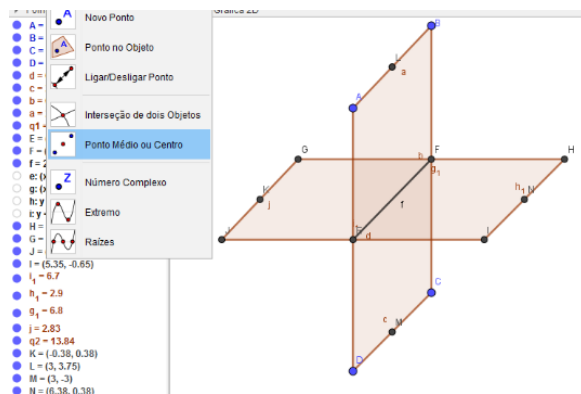 Gráfica 2D
A =
B =
C =
D =
d =
c =
b =
a =
q1
E =
F =
f = 2
e: (x
g: (x
h: y
i: y
H =
G =
J =
I = (5.35, -0.65)
i1 = 6.7
h1 = 2.9
g1 = 6.8
j = 2.83
q2 = 13.84
K = (-0.38, 0.38)
L = (3, 3.75)
M = (3, -3)
N = (6.38, 0.38)
Novo Ponto
Ponto no Objeto
Ligar/Desligar Ponto
Interseção de dois Objetos
Ponto Médio ou Centro
Número Complexo
Extremo
Raízes
B
L
a
A
G
b
F
g1
H
K
j
f
h1 N
d
I
C
c
M
D